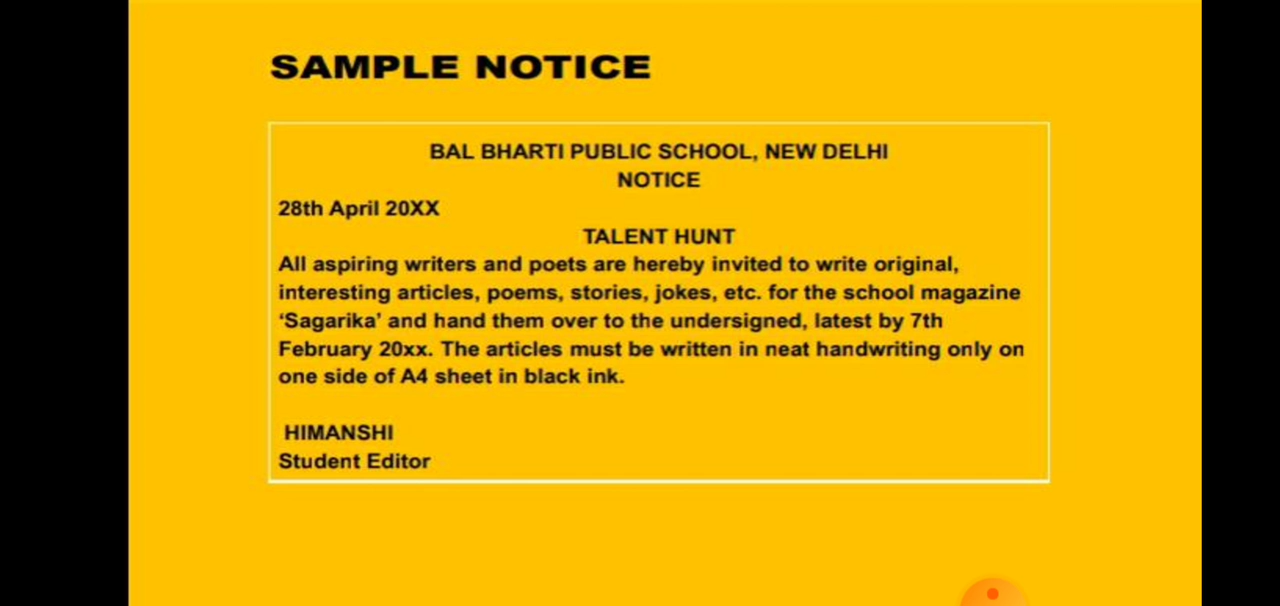 SAMPLE NOTICE
BAL BHARTI PUBLIC SCHOOL, NEW DELHI
NOTICE
28th April 20XX
TALENT HUNT
All aspiring writers and poets are hereby invited to write original,
interesting articles, poems, stories, jokes, etc. for the school magazine
‘Sagarika’ and hand them over to the undersigned, latest by 7th
February 20xx. The articles must be written in neat handwriting only on
one side of A4 sheet in black ink.
HIMANSHI
Student Editor